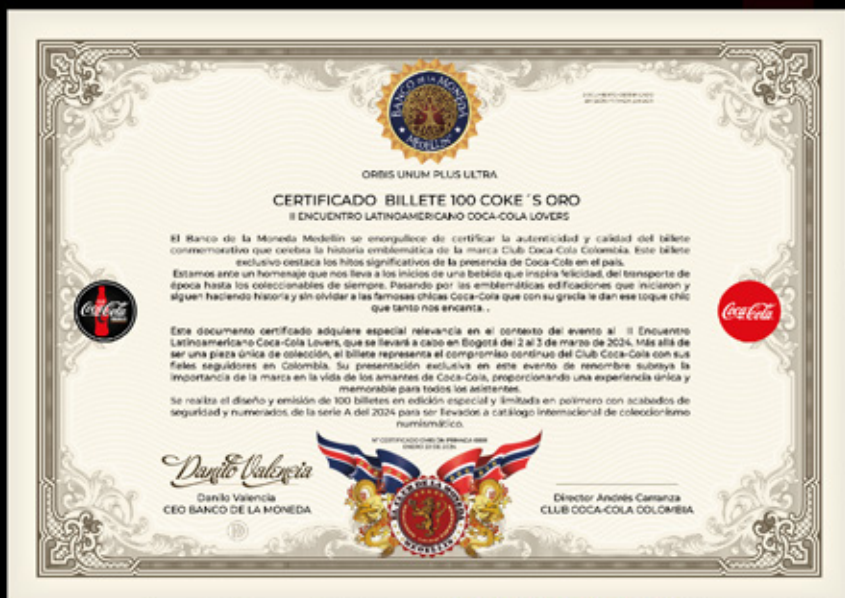 BANCO DE LA MONEDA
MEDELLIN
ORBIS UNUM PLUS ULTRA
CERTIFICADO BILLETE 100 COKE´S ORO
II ENCUENTRO LATINOAMERICANO COCA-COLA LOVERS
El Banco de la Moneda Medellín se enorgullece de certificar la autenticidad y calidad del billete
conmemorativo que celebra la historia emblemática de la marca Club Coca-Cola Colombia. Este billete
exclusivo destaca los hitos significativos de la presencia de Coca-Cola en el país.
Estamos ante un homenaje que nos lleva a los inicios de una bebida que inspira felicidad, del transporte de
época hasta los coleccionables de siempre. Pasando por las emblemáticas edificaciones que iniciaron y
siguen haciendo historia y sin olvidar a las famosas chicas Coca-Cola que con su gracia le dan ese toque chic
que tanto nos encanta...
Coca-Cola
Coca-Cola
Este documento certificado adquiere especial relevancia en el contexto del evento al II Encuentro
Latinoamericano Coca-Cola Lovers, que se llevará a cabo en Bogotá del 2 al 3 de marzo de 2024. Más allá de
ser una pieza única de colección, el billete representa el compromiso continuo del Club Coca-Cola con sus
fieles seguidores en Colombia. Su presentación exclusiva en este evento de renombre subraya la
importancia de la marca en la vida de los amantes de Coca-Cola, proporcionando una experiencia única y
memorable para todos los asistentes.
Se realiza el diseño y emisión de 100 billetes en edición especial y limitada en polímero con acabados de
seguridad y numerados, de la serie A del 2024 para ser llevados a catálogo internacional de coleccionismo
numismático.
Danilo Valencia
Danilo Valencia
CEO BANCO DE LA MONEDA
DE LA MONEDA
MEDELLIN
Director Andrés Carranza
CLUB COCA-COLA COLOMBIA